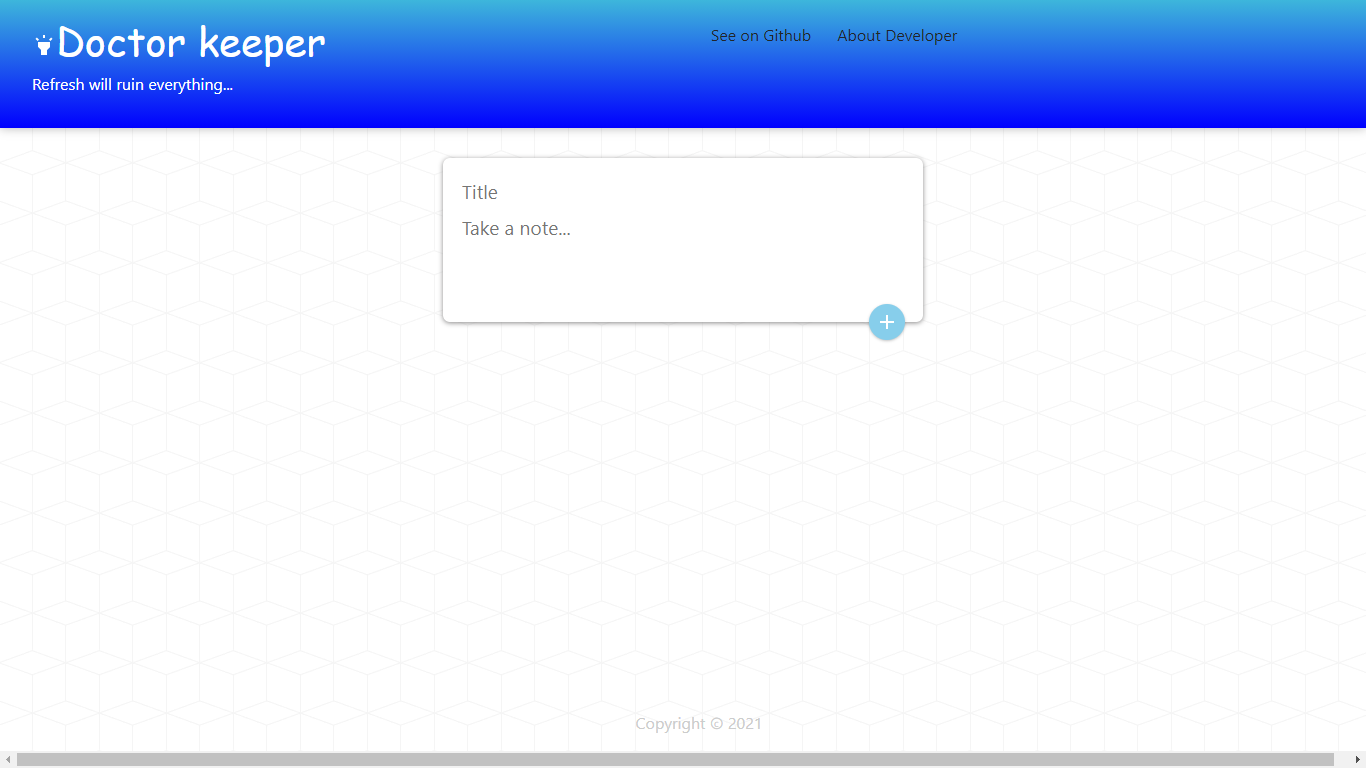 Doctor keeper
See on Github About Developer
Refresh will ruin everything...
Title
Take a note...
Copyright © 2021